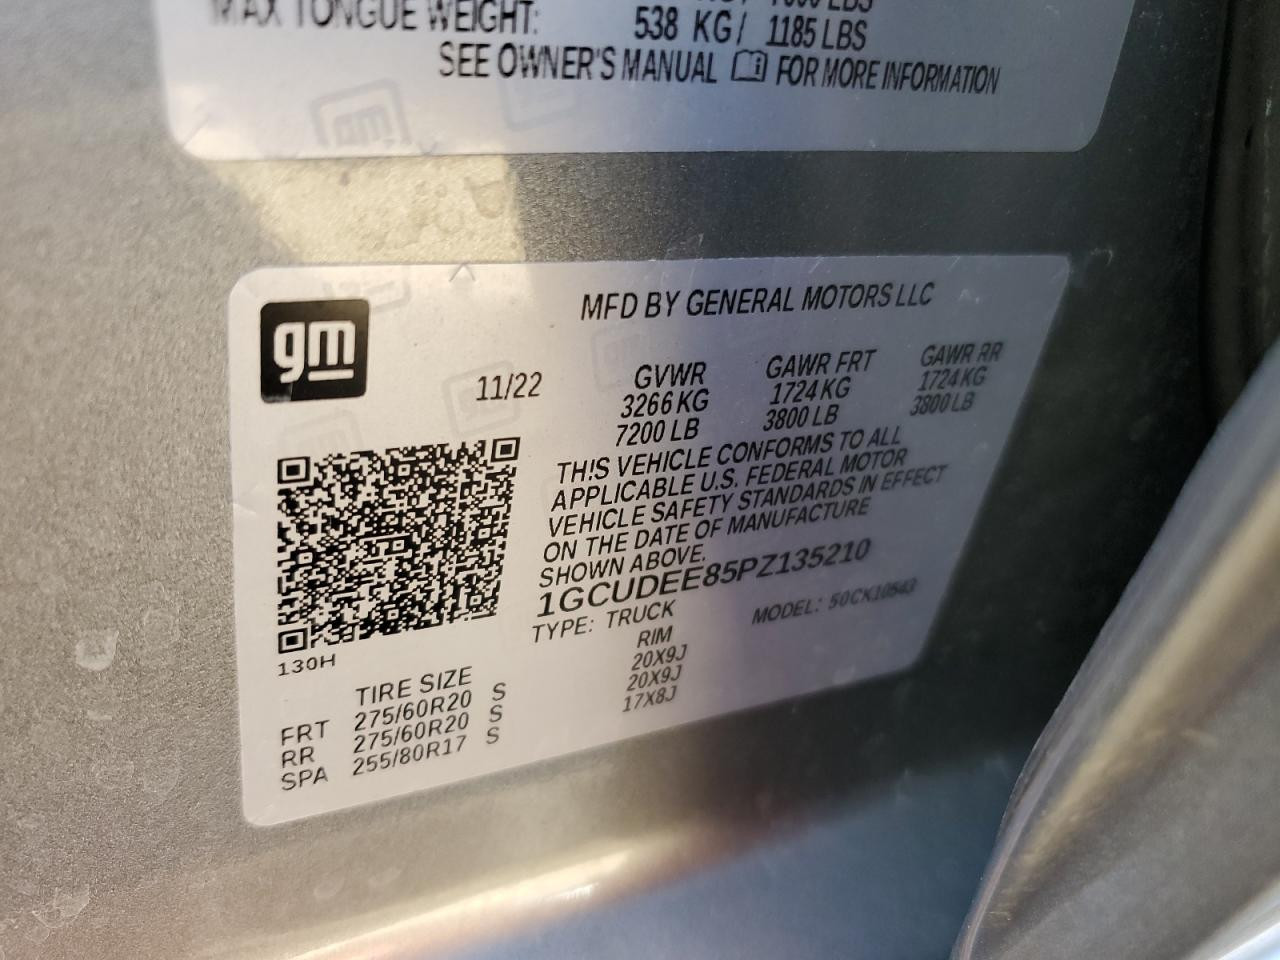 MAX TONGUE WEIGHT: 538 KG/ 1185 LBS
SEE OWNER'S MANUAL FOR MORE INFORMATION
gm
MFD BY GENERAL MOTORS LLC
11/22
GVWR GAWR FRT GAWR RR
3266 KG 1724 KG 1724 KG
7200 LB 3800 LB 3800 LB
THIS VEHICLE CONFORMS TO ALL
APPLICABLE U.S. FEDERAL MOTOR
VEHICLE SAFETY STANDARDS IN EFFECT
ON THE DATE OF MANUFACTURE
SHOWN ABOVE.
1GCUDEE85PZ135210
TYPE: TRUCK MODEL: 50CK10543
130H
TIRE SIZE RIM
FRT 275/60R20 S 20X9J
RR 275/60R20 S 20X9J
SPA 255/80R17 S 17X8J